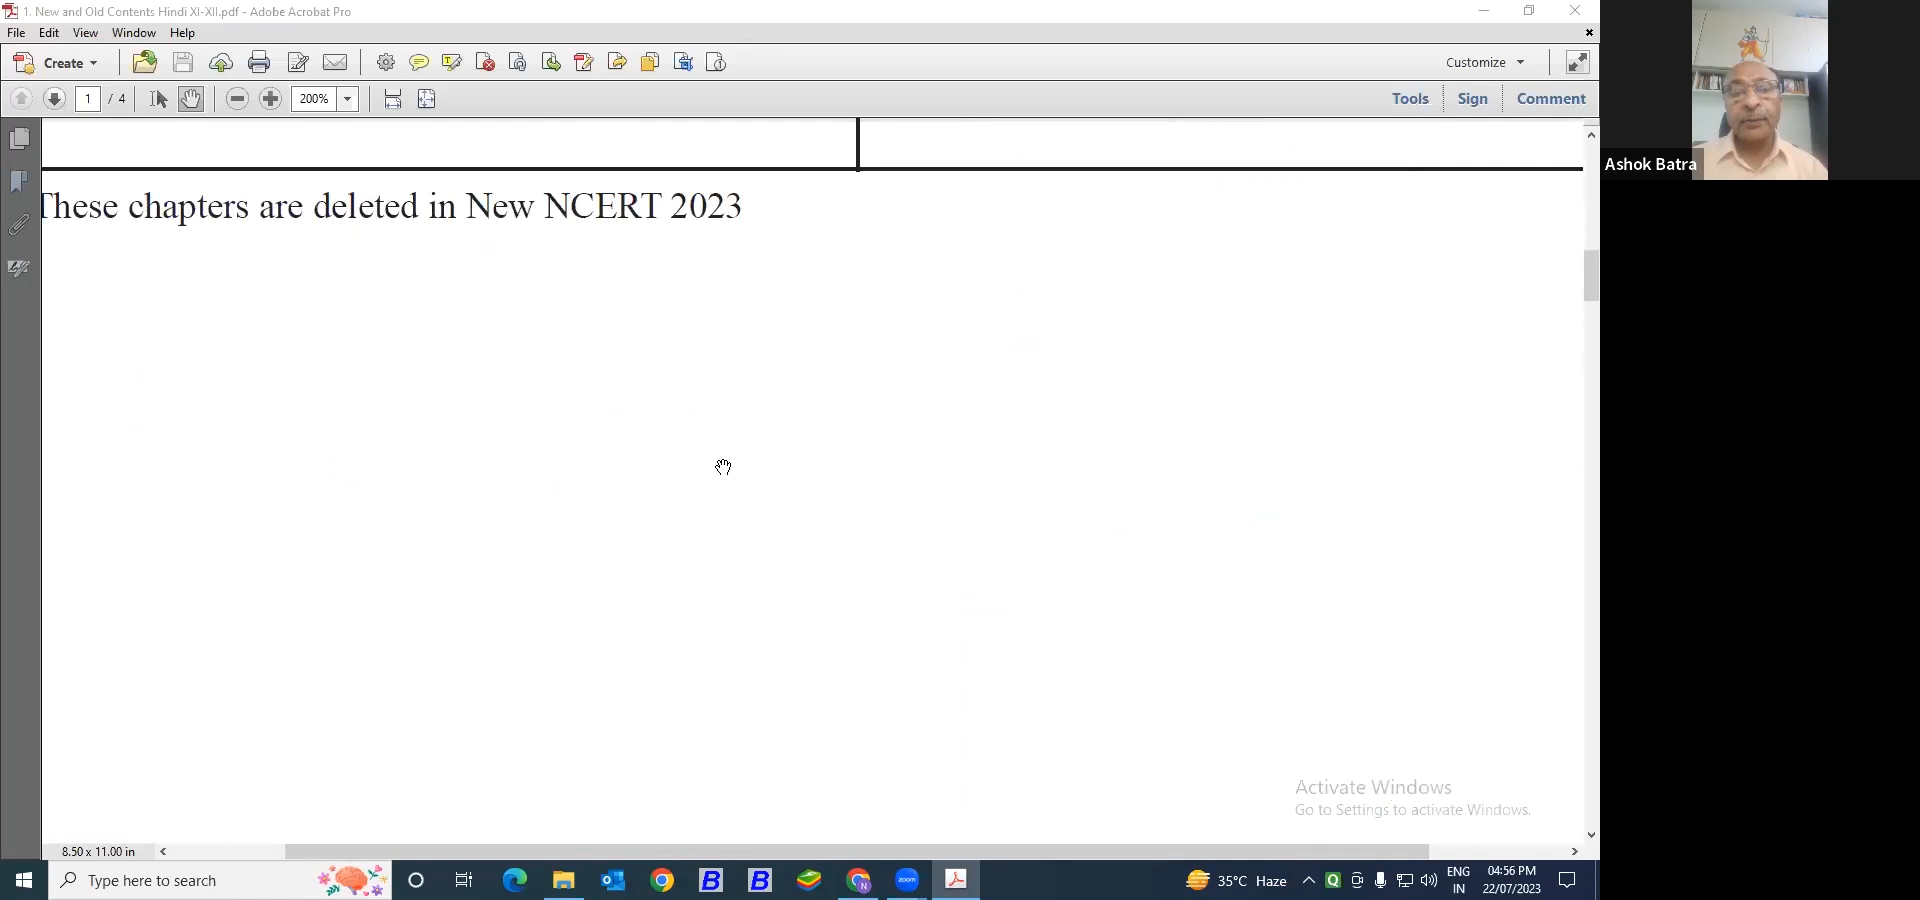 1. New and Old Contents Hindi XI-XII.pdf - Adobe Acrobat Pro
File Edit View Window Help
Create
Customize
1 / 4
200%
Tools Sign Comment
Ashok Batra
These chapters are deleted in New NCERT 2023
Activate Windows
Go to Settings to activate Windows.
8.50 x 11.00 in
Type here to search
35°C Haze
ENG
IN
04:56 PM
22/07/2023